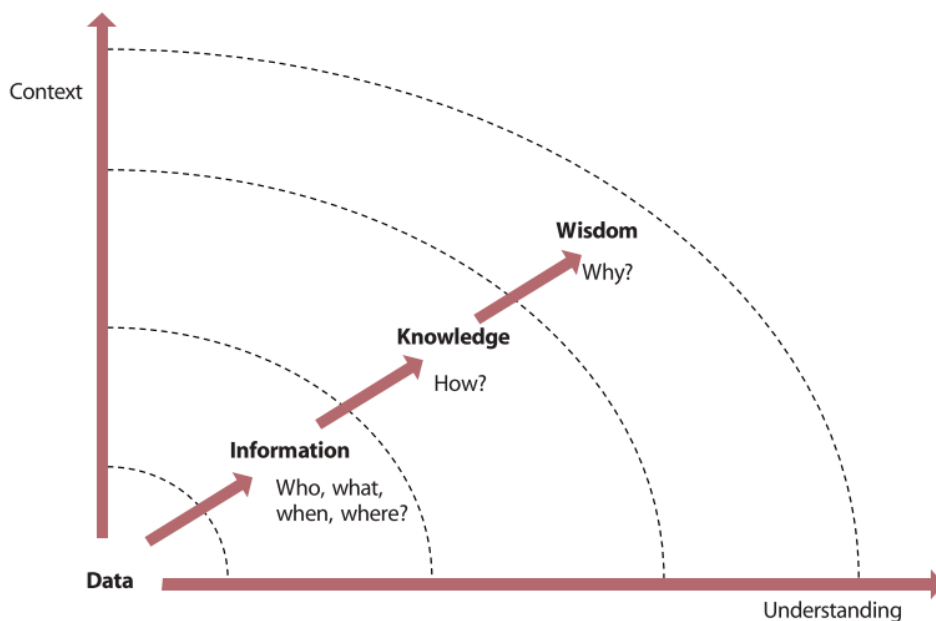 Context
Wisdom
Why?
Knowledge
How?
Information
Who, what,
when, where?
Data
Understanding